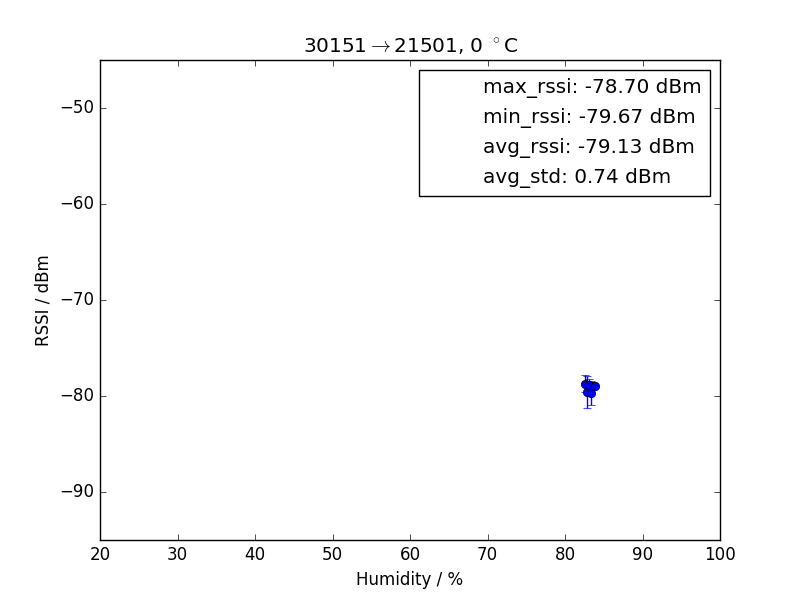 30151→21501, 0 °C
max_rssi: -78.70 dBm
min_rssi: -79.67 dBm
avg_rssi: -79.13 dBm
avg_std: 0.74 dBm
RSSI / dBm
−50
−60
−70
−80
−90
20 30 40 50 60 70 80 90 100
Humidity / %